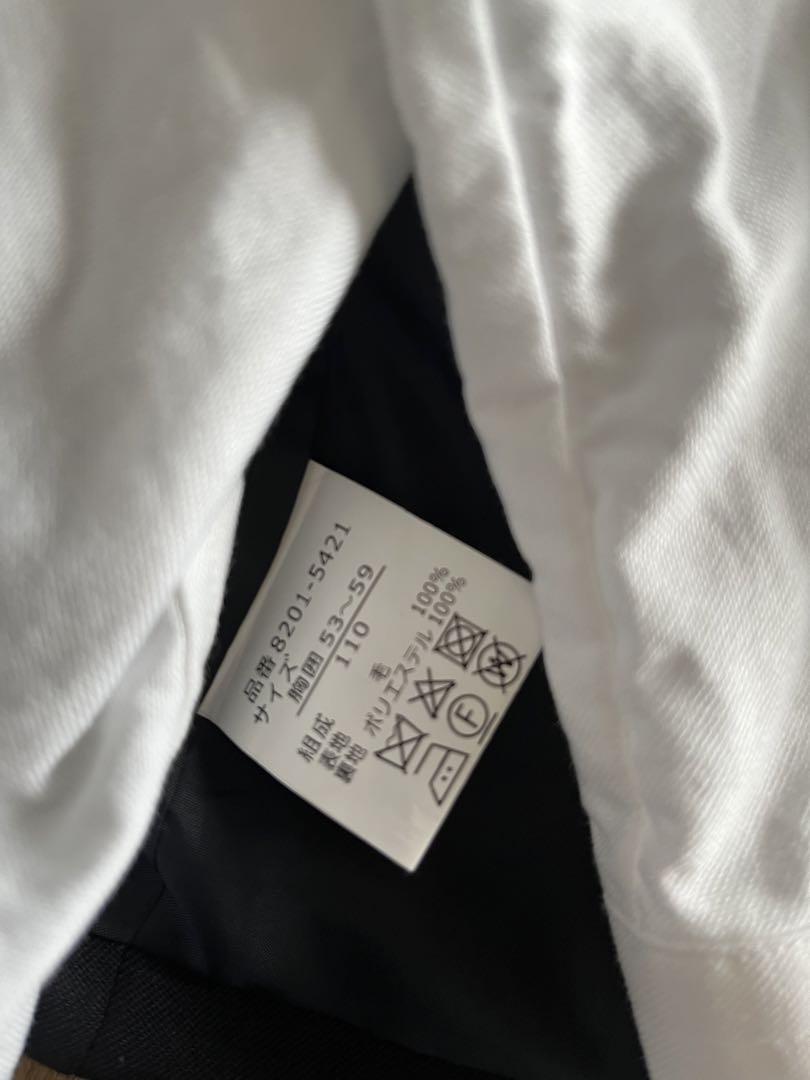 品番 8201-5421
サイズ
胸囲 53～59
110
組成
表地 毛 100%
裏地 ポリエステル 100%
F
W